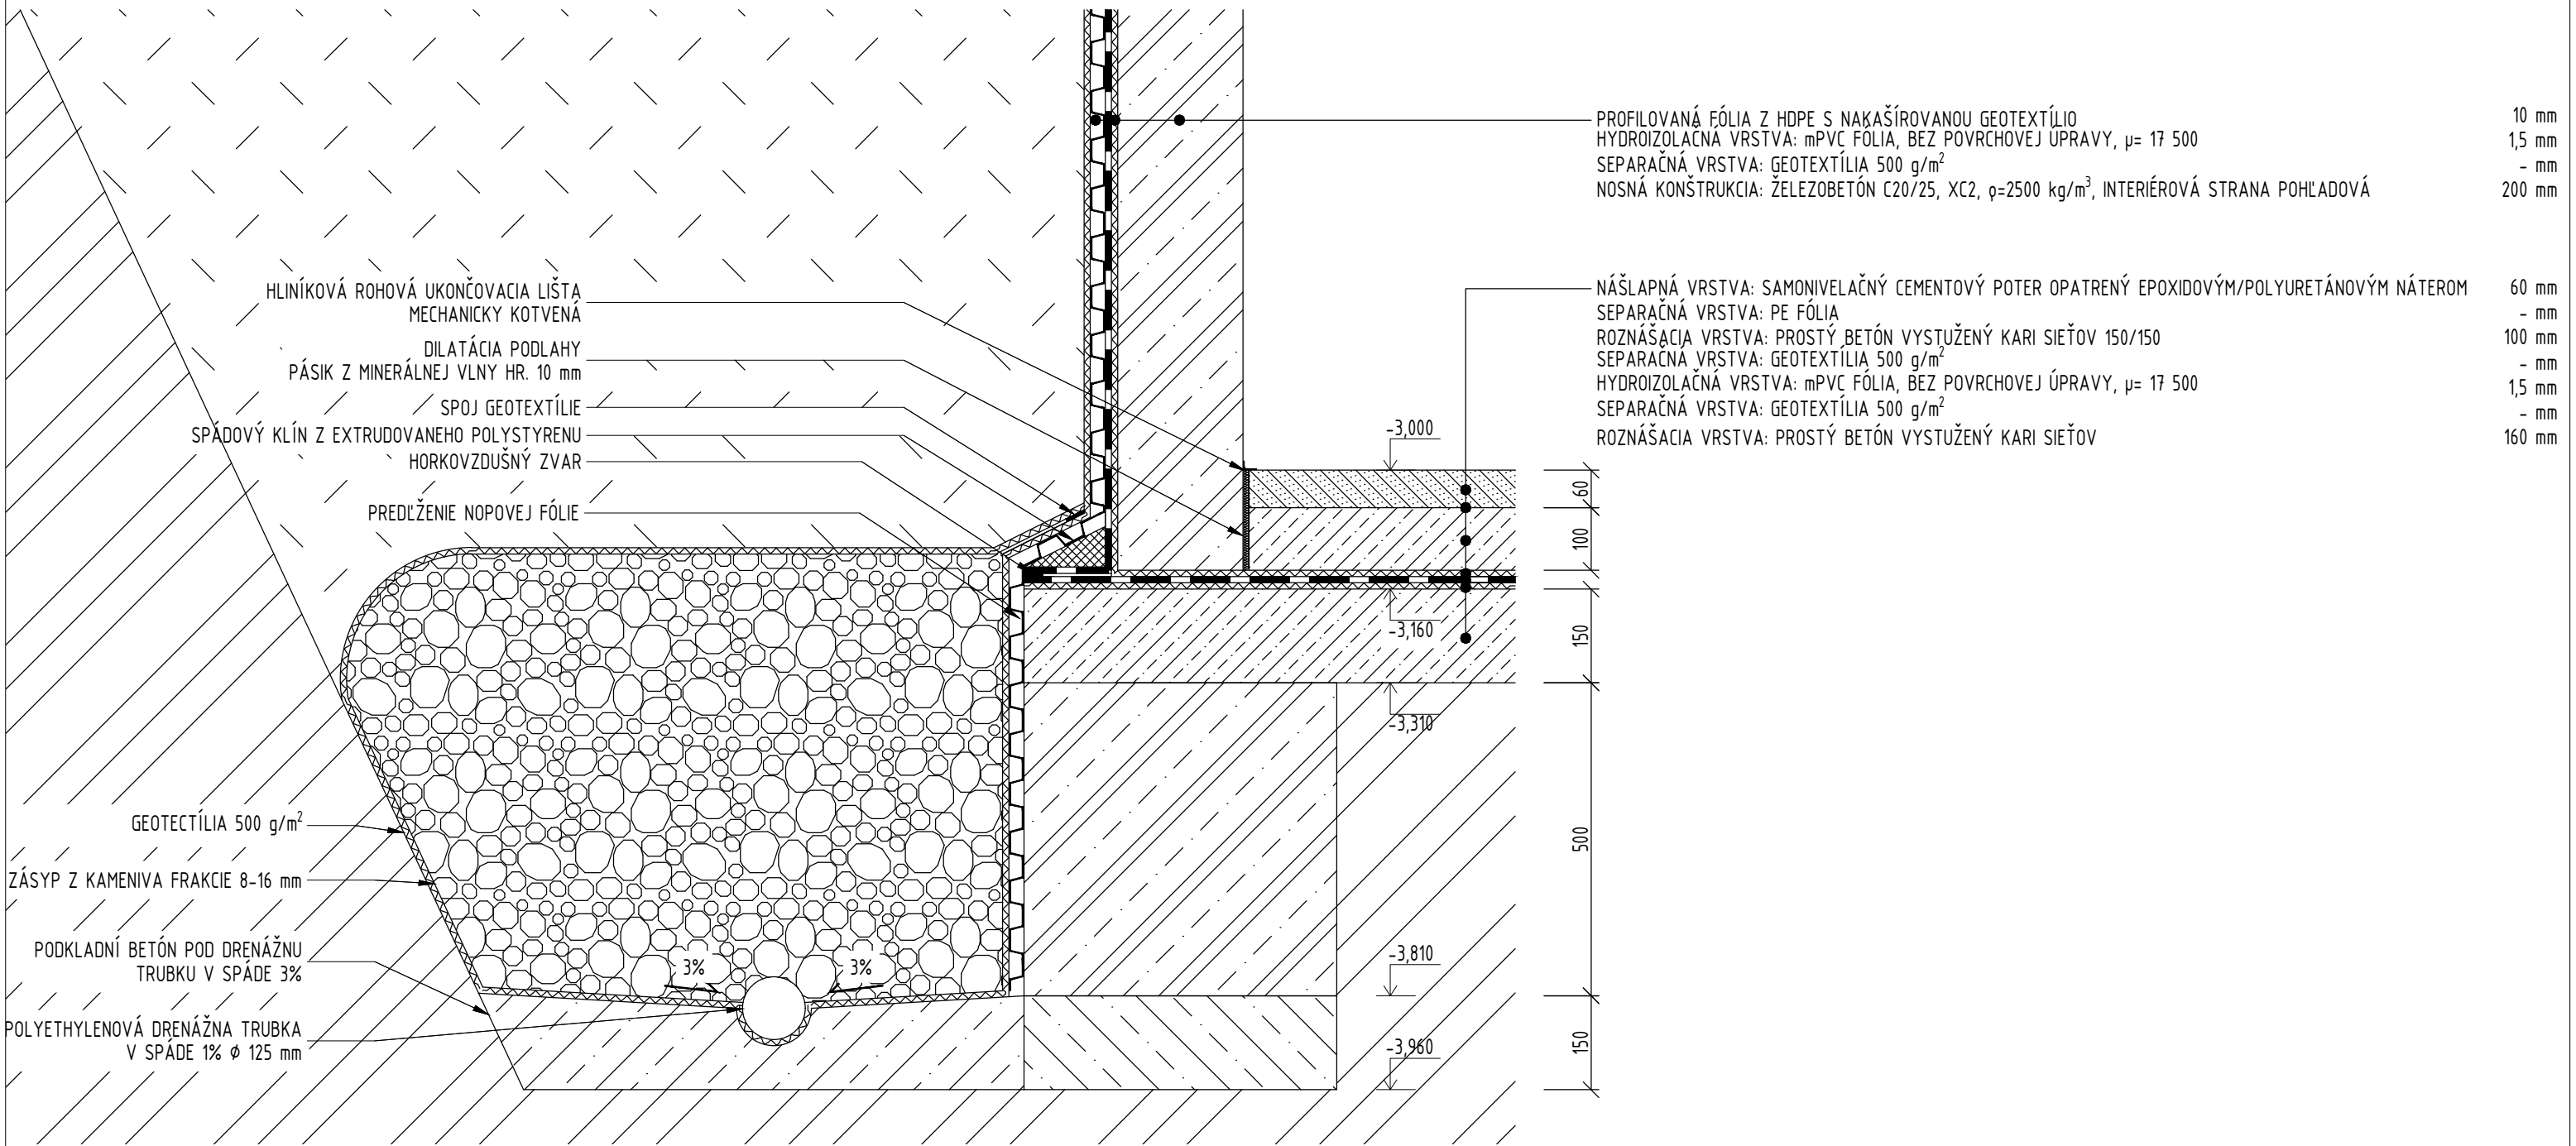 PROFILOVANÁ FÓLIA Z HDPE S NAKAŠÍROVANOU GEOTEXTÍLIO 10 mm
HYDROIZOLAČNÁ VRSTVA: mPVC FÓLIA, BEZ POVRCHOVEJ ÚPRAVY, μ= 17 500 1,5 mm
SEPARAČNÁ VRSTVA: GEOTEXTÍLIA 500 g/m² - mm
NOSNÁ KONŠTRUKCIA: ŽELEZOBETÓN C20/25, XC2, ρ=2500 kg/m³, INTERIÉROVÁ STRANA POHĽADOVÁ 200 mm
NÁŠLAPNÁ VRSTVA: SAMONIVELAČNÝ CEMENTOVÝ POTER OPATRENÝ EPOXIDOVÝM/POLYURETÁNOVÝM NÁTEROM 60 mm
SEPARAČNÁ VRSTVA: PE FÓLIA - mm
ROZNÁŠACIA VRSTVA: PROSTÝ BETÓN VYSTUŽENÝ KARI SIEŤOV 150/150 100 mm
SEPARAČNÁ VRSTVA: GEOTEXTÍLIA 500 g/m² - mm
HYDROIZOLAČNÁ VRSTVA: mPVC FÓLIA, BEZ POVRCHOVEJ ÚPRAVY, μ= 17 500 1,5 mm
SEPARAČNÁ VRSTVA: GEOTEXTÍLIA 500 g/m² - mm
ROZNÁŠACIA VRSTVA: PROSTÝ BETÓN VYSTUŽENÝ KARI SIEŤOV 160 mm
HLINÍKOVÁ ROHOVÁ UKONČOVACIA LIŠTA
MECHANICKY KOTVENÁ
DILATÁCIA PODLAHY
PÁSIK Z MINERÁLNEJ VLNY HR. 10 mm
SPOJ GEOTEXTÍLIE
SPÁDOVÝ KLÍN Z EXTRUDOVANEHO POLYSTYRENU
HORKOVZDUŠNÝ ZVAR
PREDĹŽENIE NOPOVEJ FÓLIE
GEOTECTÍLIA 500 g/m²
ZÁSYP Z KAMENIVA FRAKCIE 8-16 mm
PODKLADNÍ BETÓN POD DRENÁŽNU
TRUBKU V SPÁDE 3%
POLYETHYLENOVÁ DRENÁŽNA TRUBKA
V SPÁDE 1% Ø 125 mm
3%
3%
-3,000
-3,160
-3,310
-3,810
-3,960
60
100
150
500
150